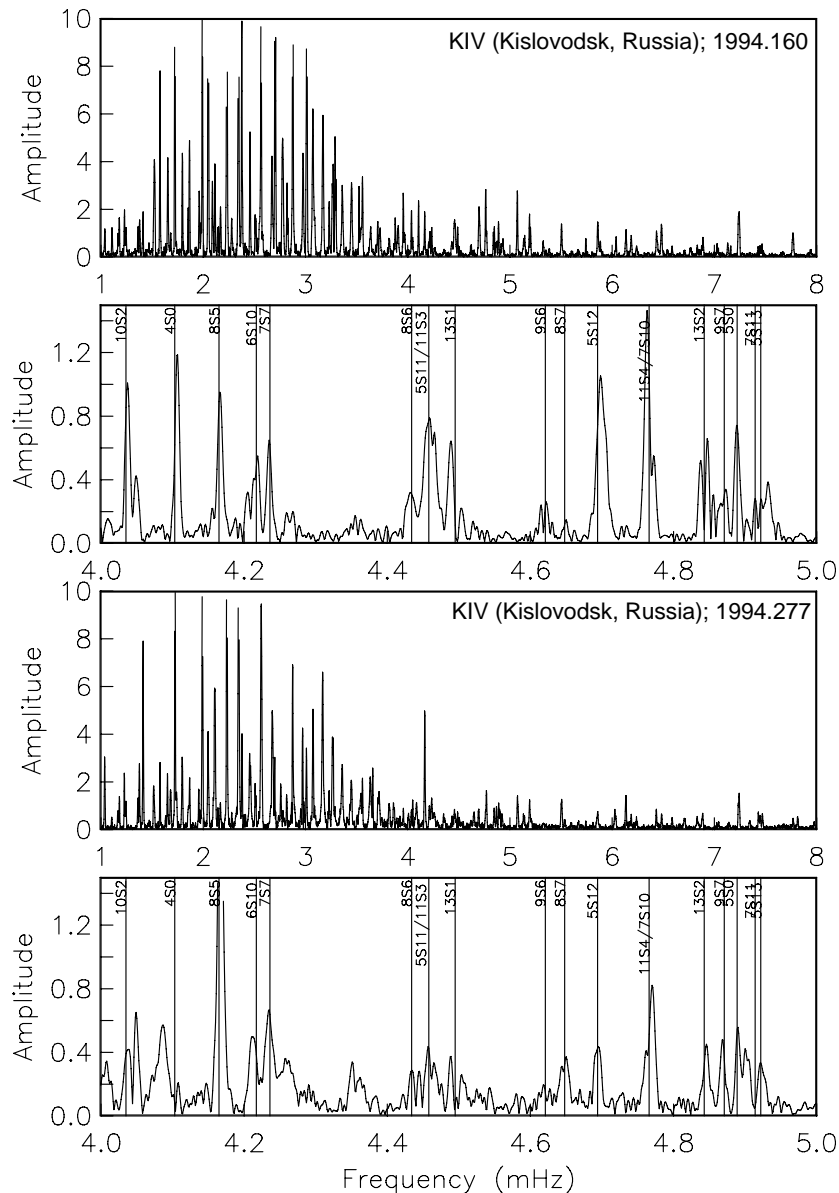 KIV (Kislovodsk, Russia); 1994.160
Amplitude
10
8
6
4
2
0
1 2 3 4 5 6 7 8
10S2 4S0 8S5 6S10 7S7 8S6 5S11/11S3 13S1 9S6 8S7 5S12 11S4/7S10 13S2 9S7 5S0 7S11 5S13
Amplitude
1.2
0.8
0.4
0.0
4.0 4.2 4.4 4.6 4.8 5.0
KIV (Kislovodsk, Russia); 1994.277
Amplitude
10
8
6
4
2
0
1 2 3 4 5 6 7 8
10S2 4S0 8S5 6S10 7S7 8S6 5S11/11S3 13S1 9S6 8S7 5S12 11S4/7S10 13S2 9S7 5S0 7S11 5S13
Amplitude
1.2
0.8
0.4
0.0
4.0 4.2 4.4 4.6 4.8 5.0
Frequency (mHz)